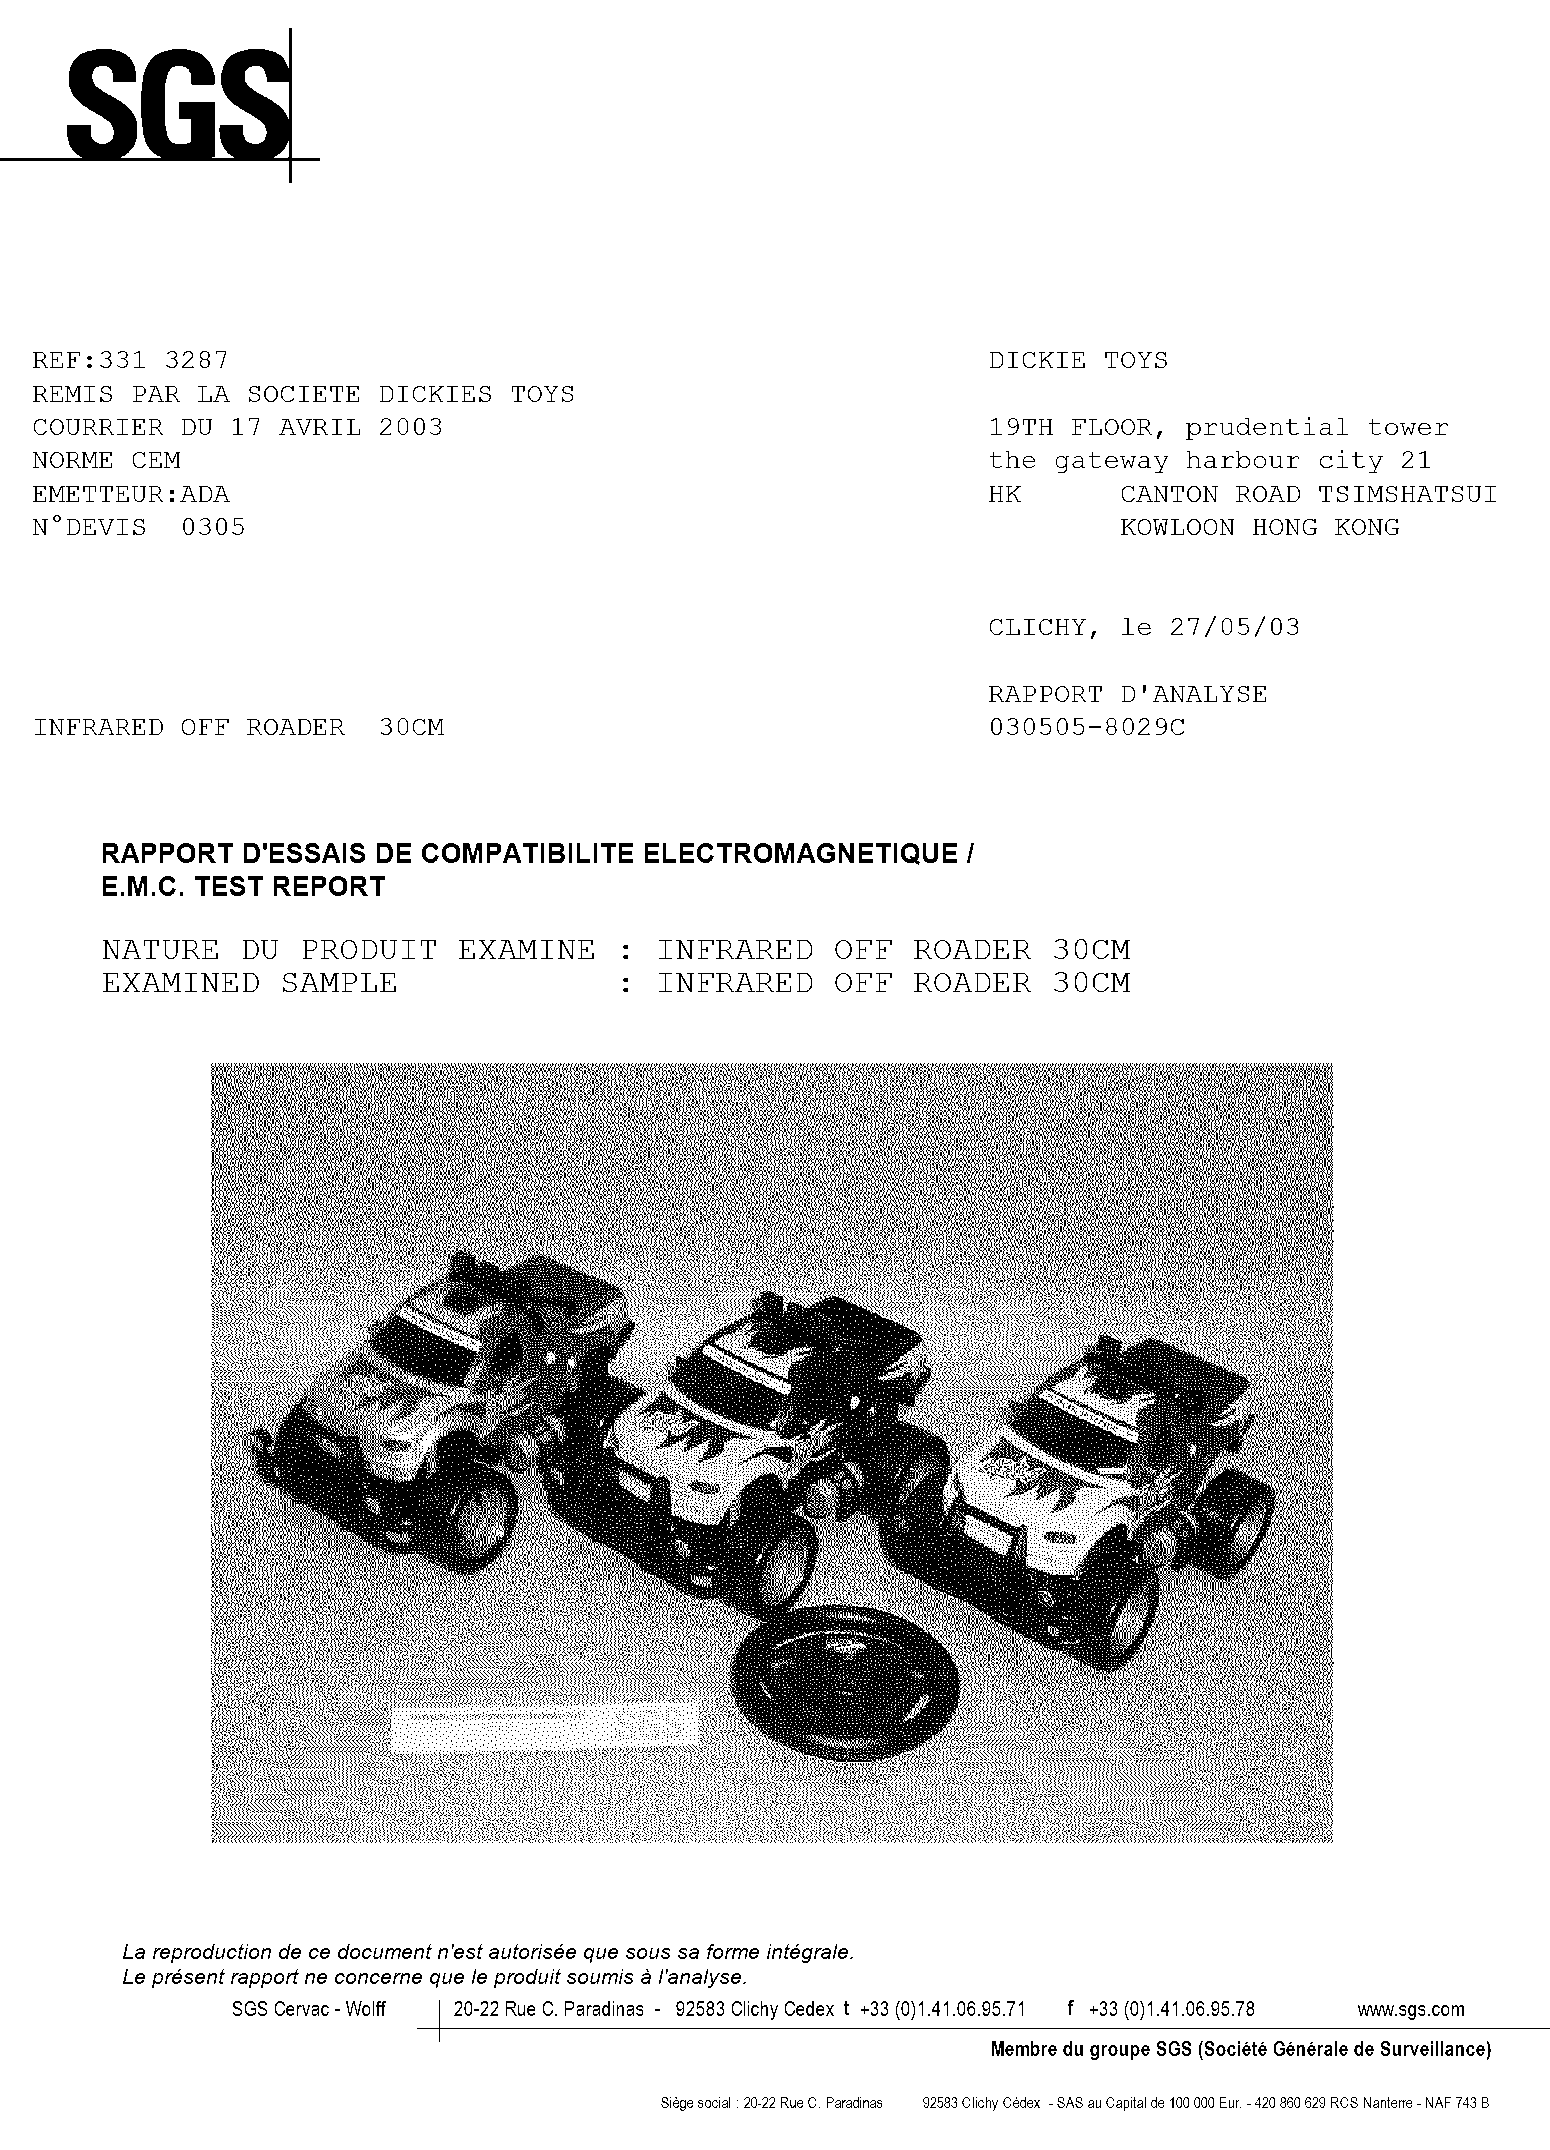 SGS
REF:331 3287
REMIS PAR LA SOCIETE DICKIES TOYS
COURRIER DU 17 AVRIL 2003
NORME CEM
EMETTEUR:ADA
N°DEVIS 0305
DICKIE TOYS
19TH FLOOR, prudential tower
the gateway harbour city 21
HK CANTON ROAD TSIMSHATSUI
KOWLOON HONG KONG
CLICHY, le 27/05/03
RAPPORT D'ANALYSE
030505-8029C
INFRARED OFF ROADER 30CM
RAPPORT D'ESSAIS DE COMPATIBILITE ELECTROMAGNETIQUE /
E.M.C. TEST REPORT
NATURE DU PRODUIT EXAMINE : INFRARED OFF ROADER 30CM
EXAMINED SAMPLE : INFRARED OFF ROADER 30CM
La reproduction de ce document n'est autorisée que sous sa forme intégrale.
Le présent rapport ne concerne que le produit soumis à l'analyse.
SGS Cervac - Wolff 20-22 Rue C. Paradinas - 92583 Clichy Cedex t +33 (0)1.41.06.95.71 f +33 (0)1.41.06.95.78 www.sgs.com
Membre du groupe SGS (Société Générale de Surveillance)
Siège social : 20-22 Rue C. Paradinas 92583 Clichy Cédex - SAS au Capital de 100 000 Eur. - 420 860 629 RCS Nanterre - NAF 743 B